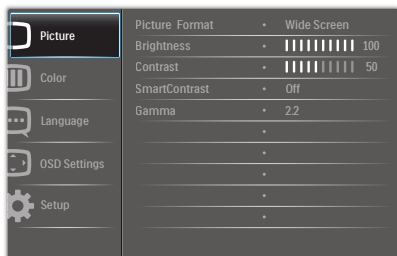 Picture
Color
Language
OSD Settings
Setup
Picture Format • Wide Screen
Brightness • 100
Contrast • 50
SmartContrast • Off
Gamma • 2.2
•
•
•
•
•